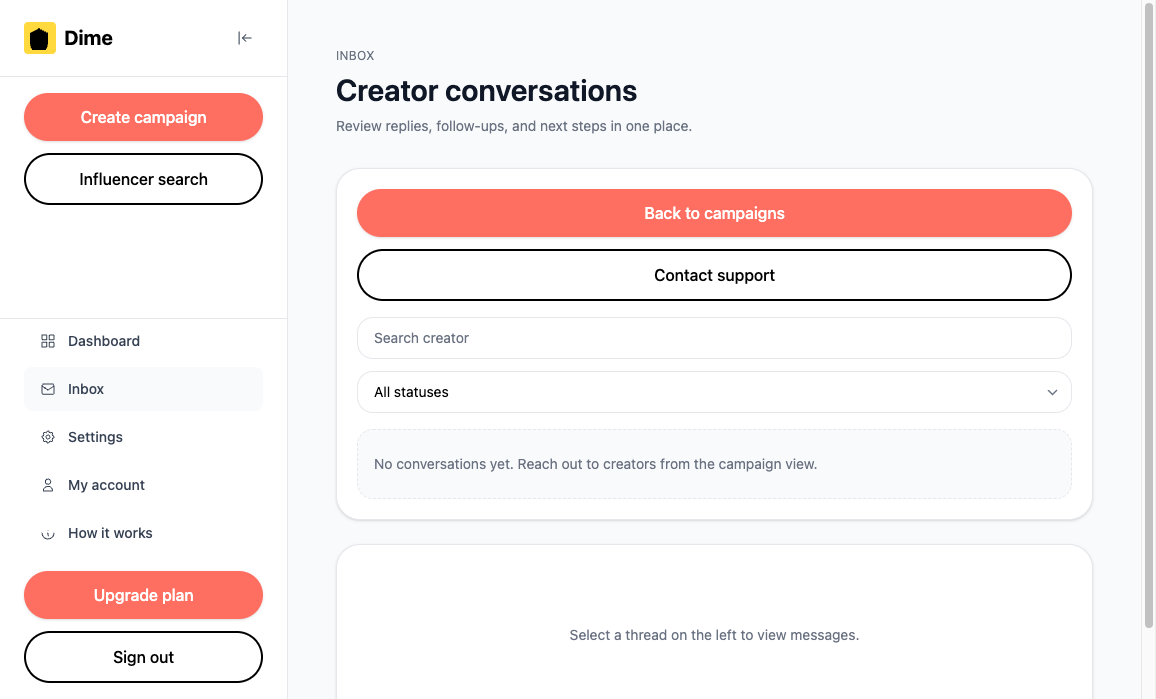 Dime
Create campaign
Influencer search
Dashboard
Inbox
Settings
My account
How it works
Upgrade plan
Sign out
INBOX
Creator conversations
Review replies, follow-ups, and next steps in one place.
Back to campaigns
Contact support
Search creator
All statuses
No conversations yet. Reach out to creators from the campaign view.
Select a thread on the left to view messages.